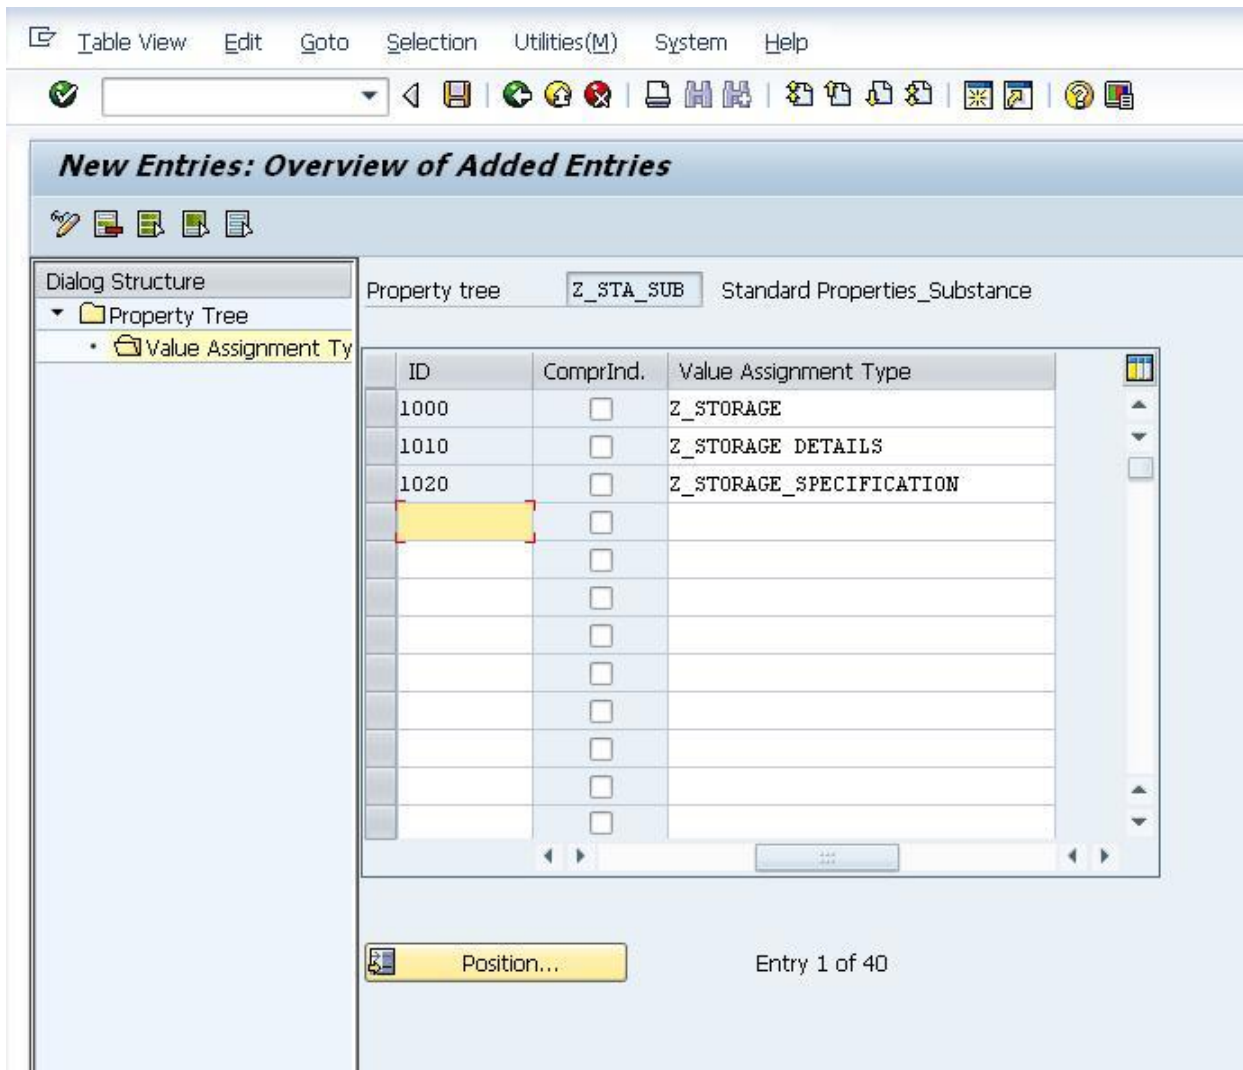 Table View Edit Goto Selection Utilities(M) System Help
New Entries: Overview of Added Entries
Dialog Structure
Property Tree
Value Assignment Ty
Property tree Z_STA_SUB Standard Properties_Substance
ID ComprInd. Value Assignment Type
1000 Z_STORAGE
1010 Z_STORAGE DETAILS
1020 Z_STORAGE_SPECIFICATION
Position... Entry 1 of 40